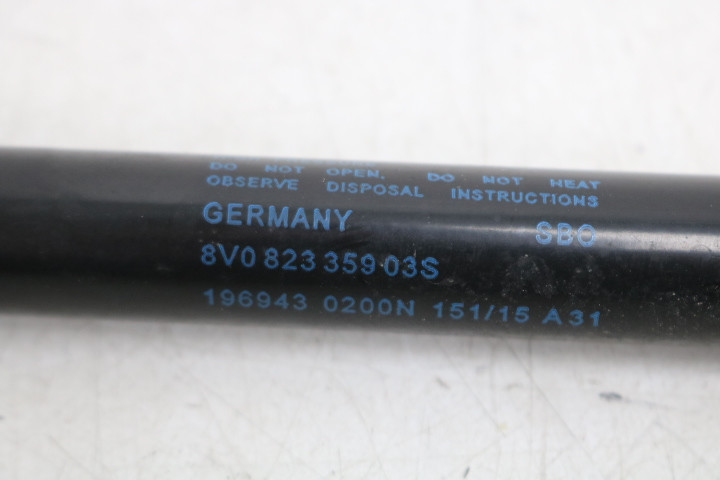 DO NOT OPEN. DO NOT HEAT
OBSERVE DISPOSAL INSTRUCTIONS
GERMANY SBO
8V0 823 359 03S
196943 0200N 151/15 A31